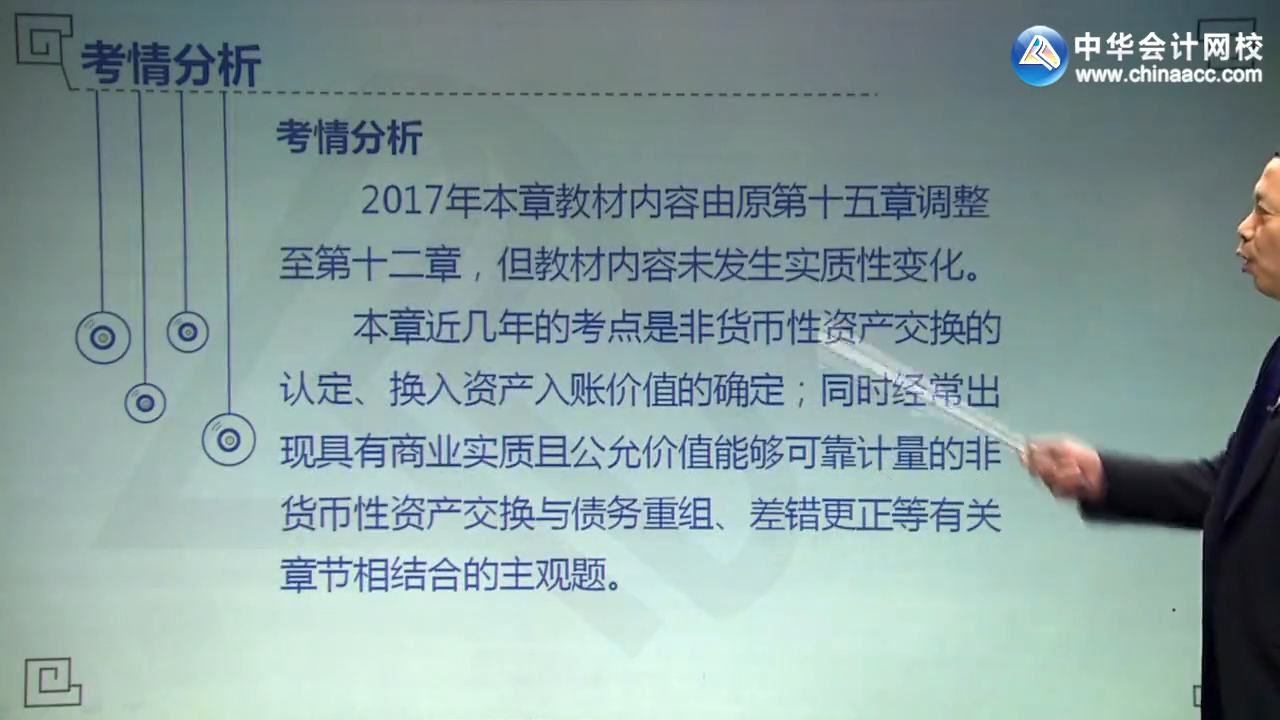 考情分析
中华会计网校
www.chinaacc.com
考情分析
2017年本章教材内容由原第十五章调整
至第十二章，但教材内容未发生实质性变化。
本章近几年的考点是非货币性资产交换的
认定、换入资产入账价值的确定；同时经常出
现具有商业实质且公允价值能够可靠计量的非
货币性资产交换与债务重组、差错更正等有关
章节相结合的主观题。